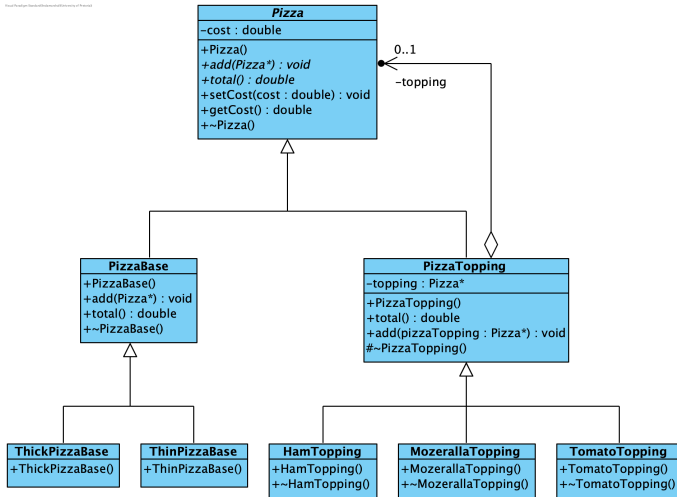 Pizza
-cost : double
+Pizza()
+add(Pizza*) : void
+total() : double
+setCost(cost : double) : void
+getCost() : double
+~Pizza()
0..1
-topping
PizzaBase
+PizzaBase()
+add(Pizza*) : void
+total() : double
+~PizzaBase()
PizzaTopping
-topping : Pizza*
+PizzaTopping()
+total() : double
+add(pizzaTopping : Pizza*) : void
#~PizzaTopping()
ThickPizzaBase
+ThickPizzaBase()
ThinPizzaBase
+ThinPizzaBase()
HamTopping
+HamTopping()
+~HamTopping()
MozerallaTopping
+MozerallaTopping()
+~MozerallaTopping()
TomatoTopping
+TomatoTopping()
+~TomatoTopping()